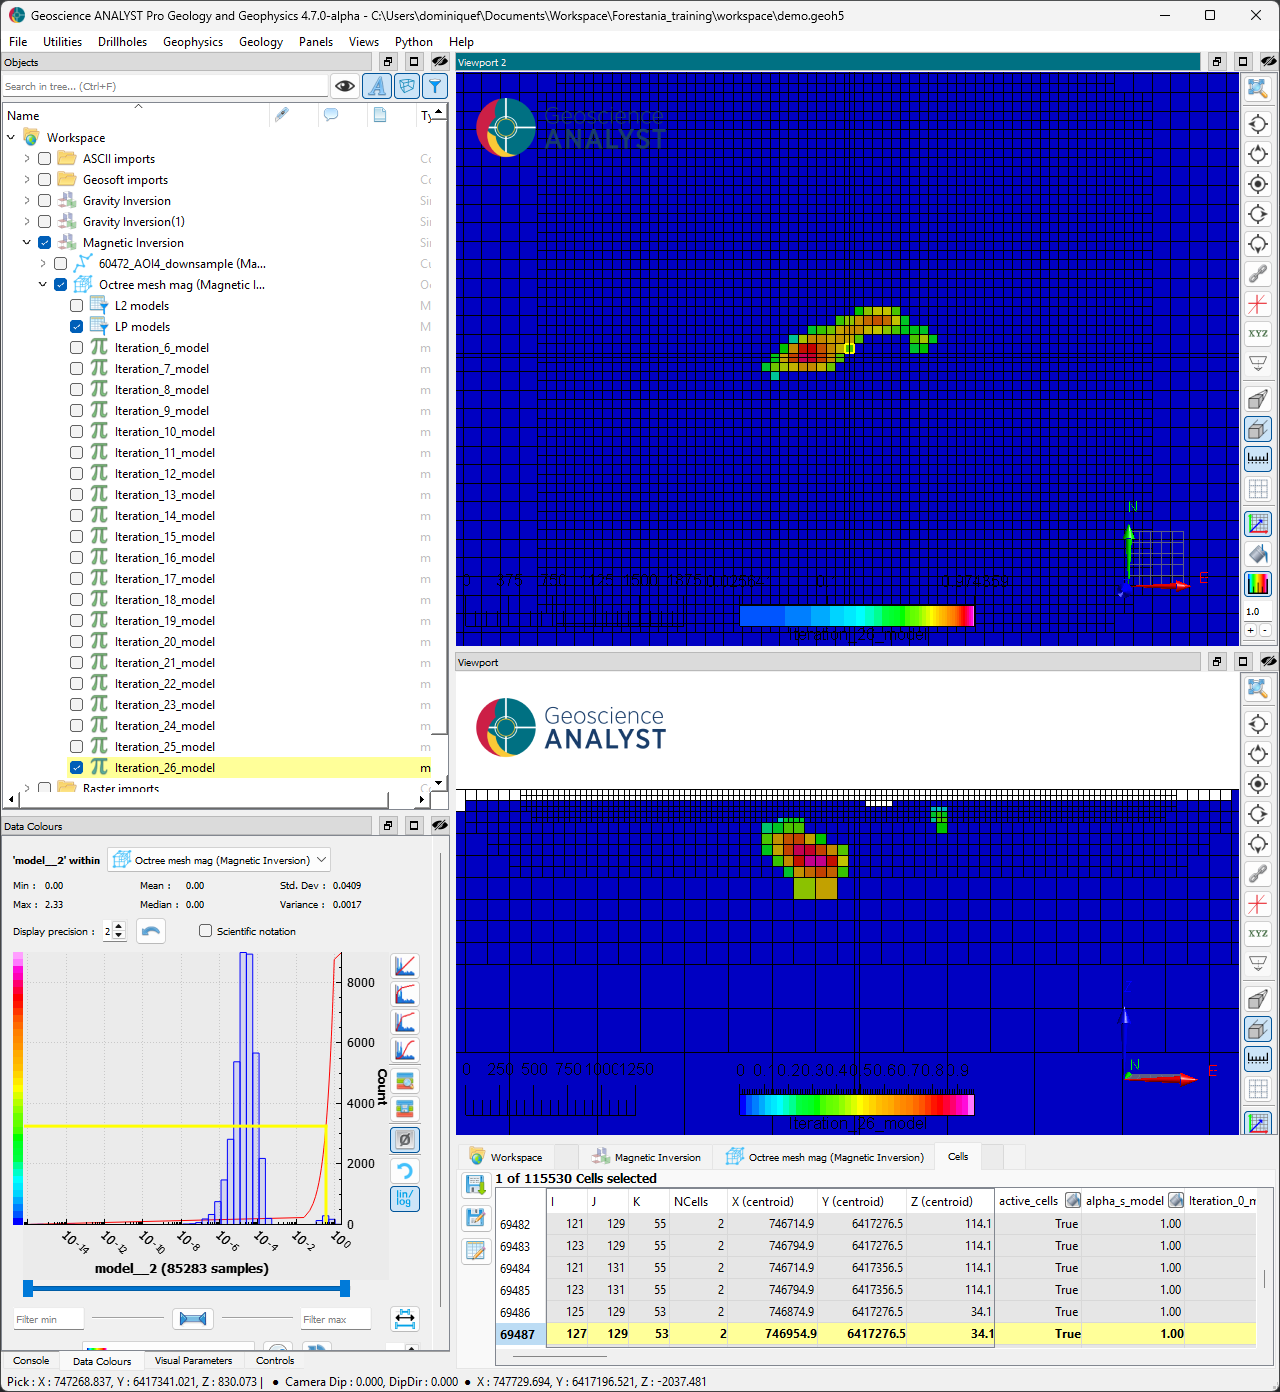 Geoscience ANALYST Pro Geology and Geophysics 4.7.0-alpha - C:\Users\dominiquef\Documents\Workspace\Forestania_training\workspace\demo.geoh5
File Utilities Drillholes Geophysics Geology Panels Views Python Help
Objects
Search in tree... (Ctrl+F)
Name
Workspace
ASCII imports
Geosoft imports
Gravity Inversion
Gravity Inversion(1)
Magnetic Inversion
60472_AOI4_downsample (Ma...
Octree mesh mag (Magnetic I...
L2 models
LP models
Iteration_6_model
Iteration_7_model
Iteration_8_model
Iteration_9_model
Iteration_10_model
Iteration_11_model
Iteration_12_model
Iteration_13_model
Iteration_14_model
Iteration_15_model
Iteration_16_model
Iteration_17_model
Iteration_18_model
Iteration_19_model
Iteration_20_model
Iteration_21_model
Iteration_22_model
Iteration_23_model
Iteration_24_model
Iteration_25_model
Iteration_26_model
Raster imports
Data Colours
'model__2' within Octree mesh mag (Magnetic Inversion)
Min : 0.00 Mean : 0.00 Std. Dev : 0.0409
Max : 2.33 Median : 0.00 Variance : 0.0017
Display precision : 2 Scientific notation
8000
6000
4000
2000
0
Count
10^-14 10^-12 10^-10 10^-8 10^-6 10^-4 10^-2 10^0
model__2 (85283 samples)
lin/log
Filter min Filter max
Console Data Colours Visual Parameters Controls
Viewport 2
Geoscience
ANALYST
N
E
XYZ
1.0
+ -
Viewport
Geoscience
ANALYST
N
E
XYZ
Workspace Magnetic Inversion Octree mesh mag (Magnetic Inversion) Cells
1 of 115530 Cells selected
I J K NCells X (centroid) Y (centroid) Z (centroid) active_cells alpha_s_model Iteration_0_m
69482 121 129 55 2 746714.9 6417276.5 114.1 True 1.00
69483 123 129 55 2 746794.9 6417276.5 114.1 True 1.00
69484 121 131 55 2 746714.9 6417356.5 114.1 True 1.00
69485 123 131 55 2 746794.9 6417356.5 114.1 True 1.00
69486 125 129 53 2 746874.9 6417276.5 34.1 True 1.00
69487 127 129 53 2 746954.9 6417276.5 34.1 True 1.00
Pick : X : 747268.837, Y : 6417341.021, Z : 830.073 | ● Camera Dip : 0.000, DipDir : 0.000 ● X : 747729.694, Y : 6417196.521, Z : -2037.481